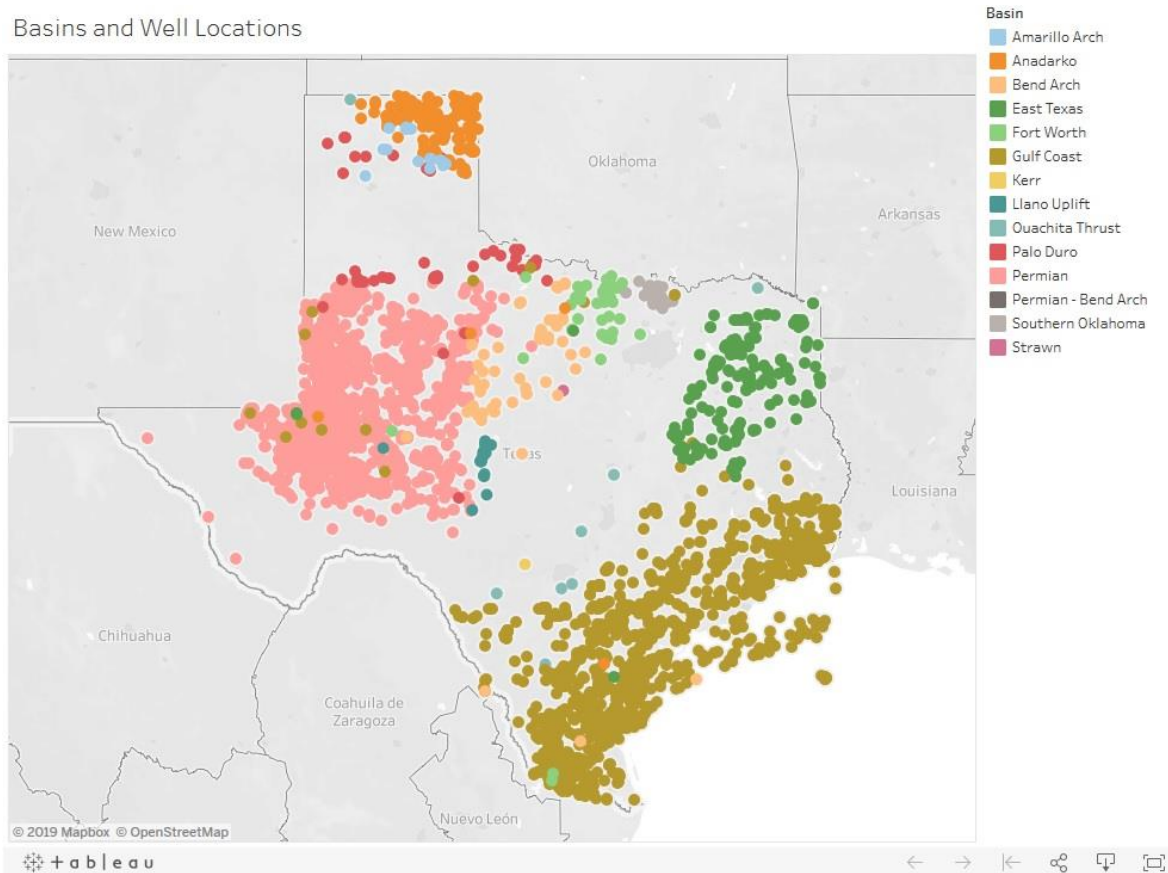 Basins and Well Locations
Basin
Amarillo Arch
Anadarko
Bend Arch
East Texas
Fort Worth
Gulf Coast
Kerr
Llano Uplift
Ouachita Thrust
Palo Duro
Permian
Permian - Bend Arch
Southern Oklahoma
Strawn
Oklahoma
Arkansas
New Mexico
Texas
Louisiana
Chihuahua
Coahuila de
Zaragoza
Nuevo León
© 2019 Mapbox © OpenStreetMap
+ a b | e a u